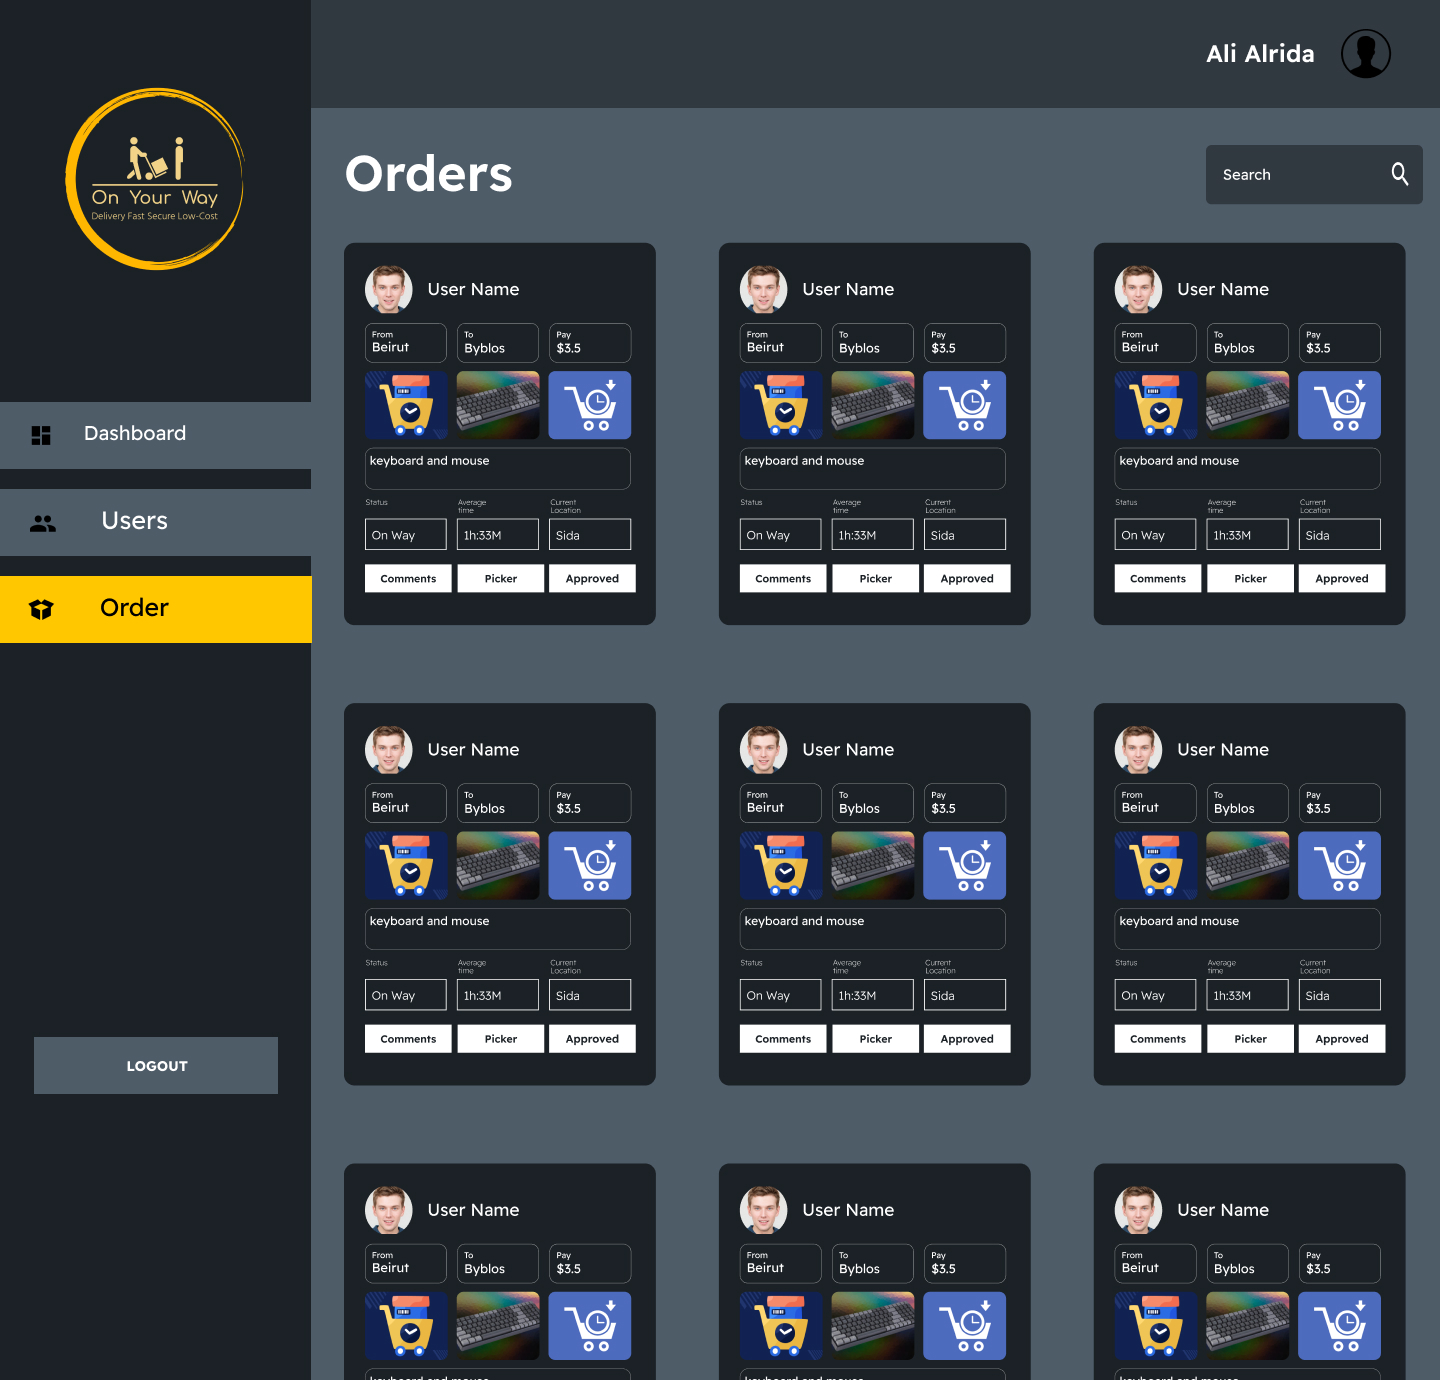 Ali Alrida
On Your Way
Delivery Fast Secure Low-Cost
Dashboard
Users
Order
LOGOUT
Orders
Search
User Name
From
Beirut
To
Byblos
Pay
$3.5
keyboard and mouse
Status
Average
time
Current
Location
On Way
1h:33M
Sida
Comments
Picker
Approved
User Name
From
Beirut
To
Byblos
Pay
$3.5
keyboard and mouse
Status
Average
time
Current
Location
On Way
1h:33M
Sida
Comments
Picker
Approved
User Name
From
Beirut
To
Byblos
Pay
$3.5
keyboard and mouse
Status
Average
time
Current
Location
On Way
1h:33M
Sida
Comments
Picker
Approved
User Name
From
Beirut
To
Byblos
Pay
$3.5
keyboard and mouse
Status
Average
time
Current
Location
On Way
1h:33M
Sida
Comments
Picker
Approved
User Name
From
Beirut
To
Byblos
Pay
$3.5
keyboard and mouse
Status
Average
time
Current
Location
On Way
1h:33M
Sida
Comments
Picker
Approved
User Name
From
Beirut
To
Byblos
Pay
$3.5
keyboard and mouse
Status
Average
time
Current
Location
On Way
1h:33M
Sida
Comments
Picker
Approved
User Name
From
Beirut
To
Byblos
Pay
$3.5
keyboard and mouse
User Name
From
Beirut
To
Byblos
Pay
$3.5
keyboard and mouse
User Name
From
Beirut
To
Byblos
Pay
$3.5
keyboard and mouse